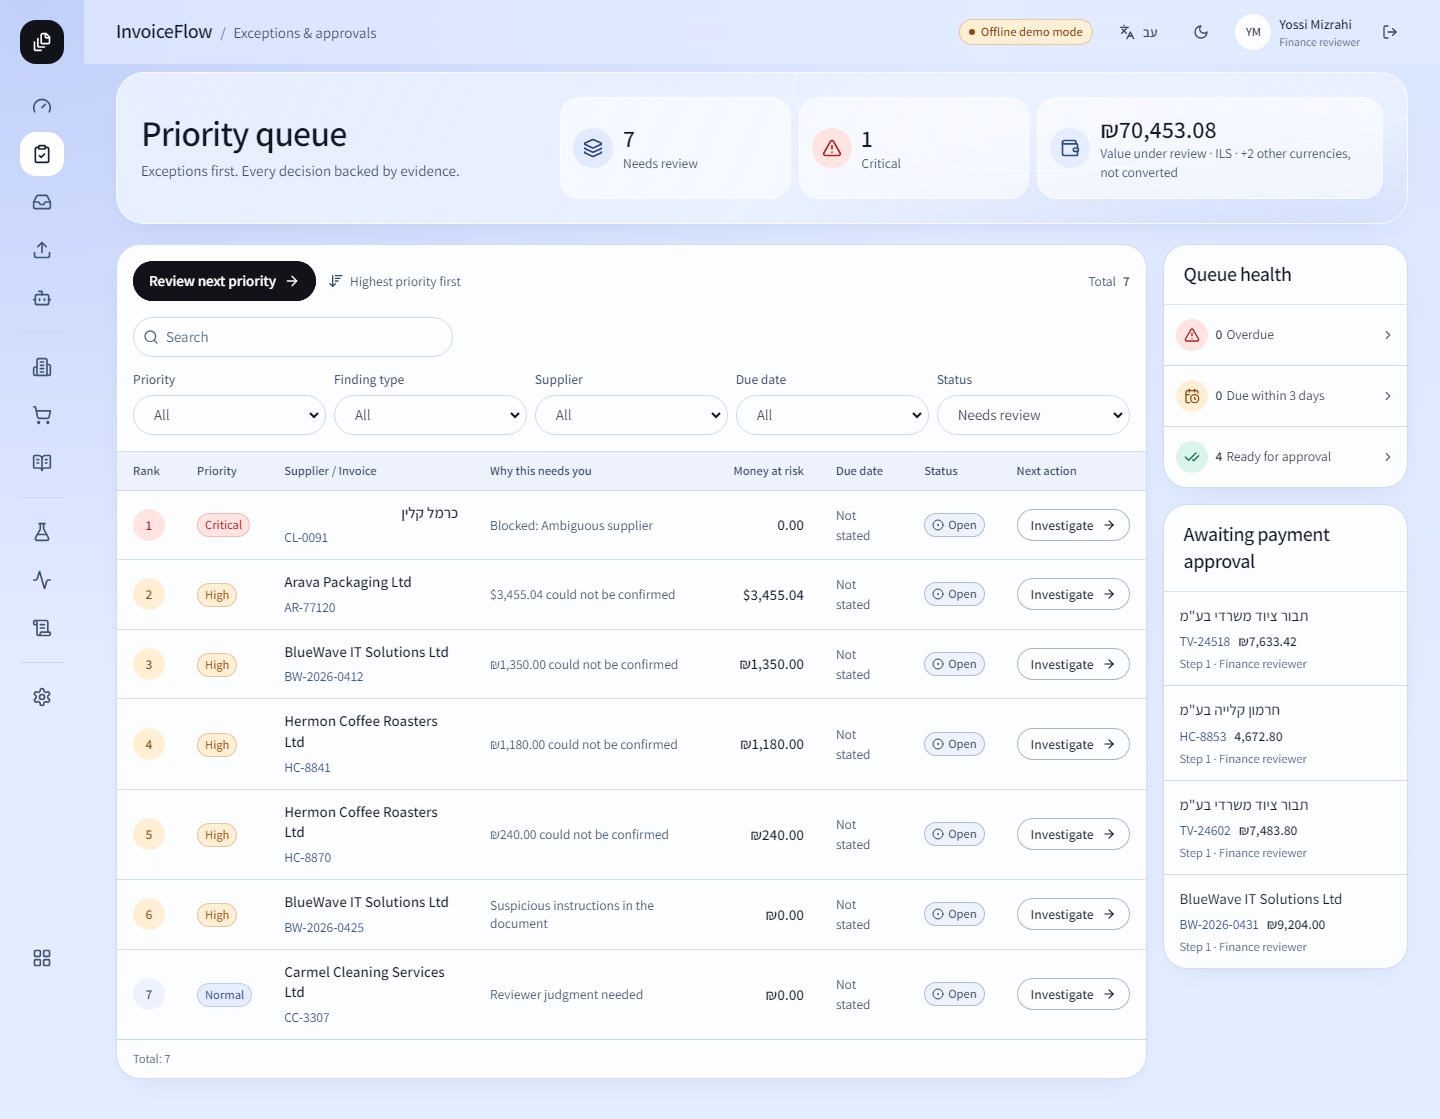 InvoiceFlow / Exceptions & approvals
Offline demo mode
עב
YM
Yossi Mizrahi
Finance reviewer
Priority queue
Exceptions first. Every decision backed by evidence.
7
Needs review
1
Critical
₪70,453.08
Value under review · ILS · +2 other currencies,
not converted
Review next priority
Highest priority first
Total 7
Search
Priority
Finding type
Supplier
Due date
Status
All
All
All
All
Needs review
Rank Priority Supplier / Invoice Why this needs you Money at risk Due date Status Next action
1 Critical
כרמל קלין
CL-0091
Blocked: Ambiguous supplier
0.00
Not
stated
Open
Investigate
2 High
Arava Packaging Ltd
AR-77120
$3,455.04 could not be confirmed
$3,455.04
Not
stated
Open
Investigate
3 High
BlueWave IT Solutions Ltd
BW-2026-0412
₪1,350.00 could not be confirmed
₪1,350.00
Not
stated
Open
Investigate
4 High
Hermon Coffee Roasters
Ltd
HC-8841
₪1,180.00 could not be confirmed
₪1,180.00
Not
stated
Open
Investigate
5 High
Hermon Coffee Roasters
Ltd
HC-8870
₪240.00 could not be confirmed
₪240.00
Not
stated
Open
Investigate
6 High
BlueWave IT Solutions Ltd
BW-2026-0425
Suspicious instructions in the
document
₪0.00
Not
stated
Open
Investigate
7 Normal
Carmel Cleaning Services
Ltd
CC-3307
Reviewer judgment needed
₪0.00
Not
stated
Open
Investigate
Total: 7
Queue health
0 Overdue
0 Due within 3 days
4 Ready for approval
Awaiting payment
approval
תבור ציוד משרדי בע"מ
TV-24518 ₪7,633.42
Step 1 · Finance reviewer
חרמון קלייה בע"מ
HC-8853 4,672.80
Step 1 · Finance reviewer
תבור ציוד משרדי בע"מ
TV-24602 ₪7,483.80
Step 1 · Finance reviewer
BlueWave IT Solutions Ltd
BW-2026-0431 ₪9,204.00
Step 1 · Finance reviewer